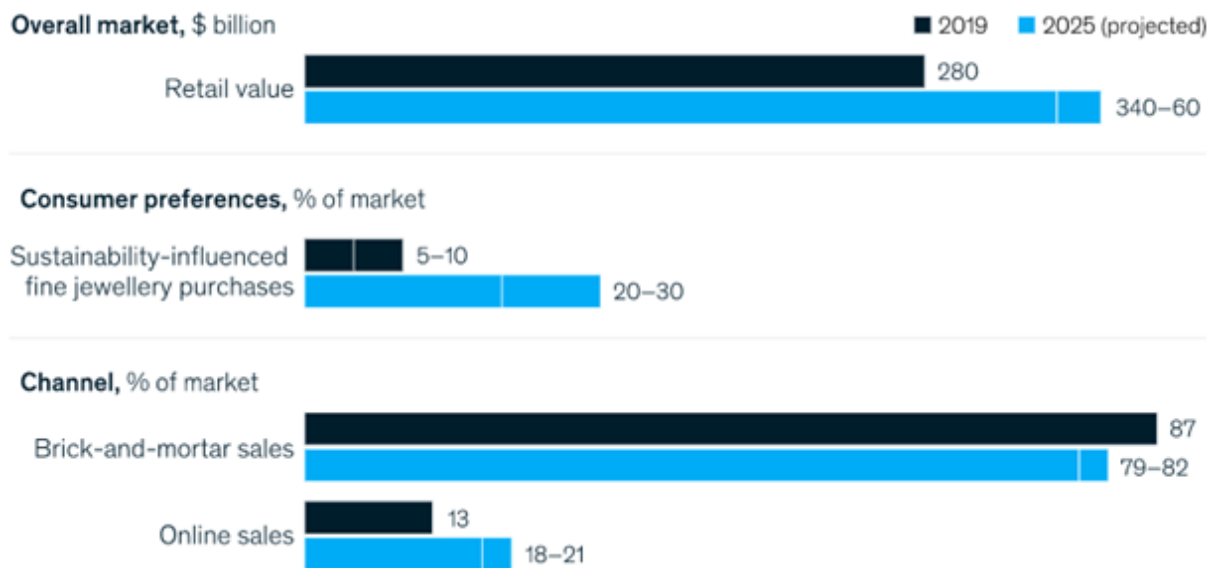 Overall market, $ billion
2019 2025 (projected)
Retail value
280
340–60
Consumer preferences, % of market
Sustainability-influenced
fine jewellery purchases
5–10
20–30
Channel, % of market
Brick-and-mortar sales
87
79–82
Online sales
13
18–21